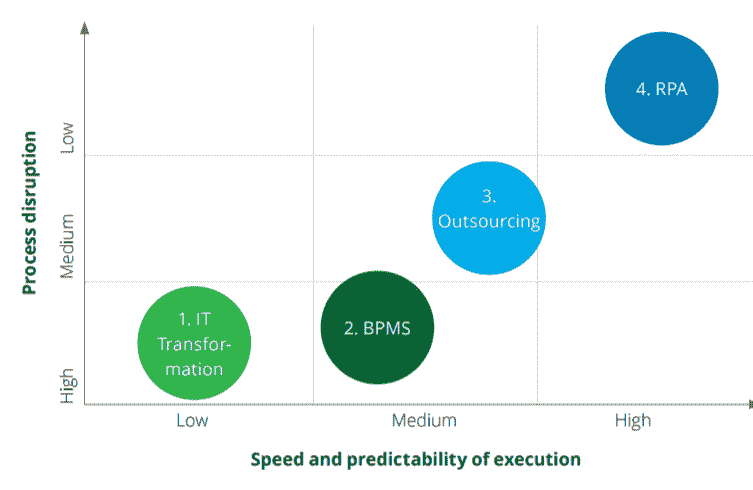 Process disruption
Low
Medium
High
4. RPA
3.
Outsourcing
2. BPMS
1. IT
Transfor-
mation
Low
Medium
High
Speed and predictability of execution